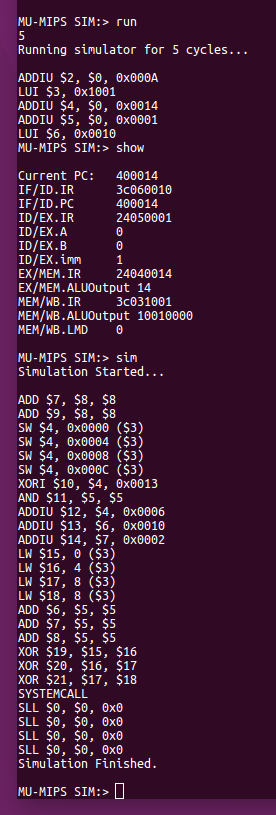 MU-MIPS SIM:> run
5
Running simulator for 5 cycles...
ADDIU $2, $0, 0x000A
LUI $3, 0x1001
ADDIU $4, $0, 0x0014
ADDIU $5, $0, 0x0001
LUI $6, 0x0010
MU-MIPS SIM:> show
Current PC: 400014
IF/ID.IR 3c060010
IF/ID.PC 400014
ID/EX.IR 24050001
ID/EX.A 0
ID/EX.B 0
ID/EX.imm 1
EX/MEM.IR 24040014
EX/MEM.ALUOutput 14
MEM/WB.IR 3c031001
MEM/WB.ALUOutput 10010000
MEM/WB.LMD 0
MU-MIPS SIM:> sim
Simulation Started...
ADD $7, $8, $8
ADD $9, $8, $8
SW $4, 0x0000 ($3)
SW $4, 0x0004 ($3)
SW $4, 0x0008 ($3)
SW $4, 0x000C ($3)
XORI $10, $4, 0x0013
AND $11, $5, $5
ADDIU $12, $4, 0x0006
ADDIU $13, $6, 0x0010
ADDIU $14, $7, 0x0002
LW $15, 0 ($3)
LW $16, 4 ($3)
LW $17, 8 ($3)
LW $18, 8 ($3)
ADD $6, $5, $5
ADD $7, $5, $5
ADD $8, $5, $5
XOR $19, $15, $16
XOR $20, $16, $17
XOR $21, $17, $18
SYSTEMCALL
SLL $0, $0, 0x0
SLL $0, $0, 0x0
SLL $0, $0, 0x0
SLL $0, $0, 0x0
Simulation Finished.
MU-MIPS SIM:>